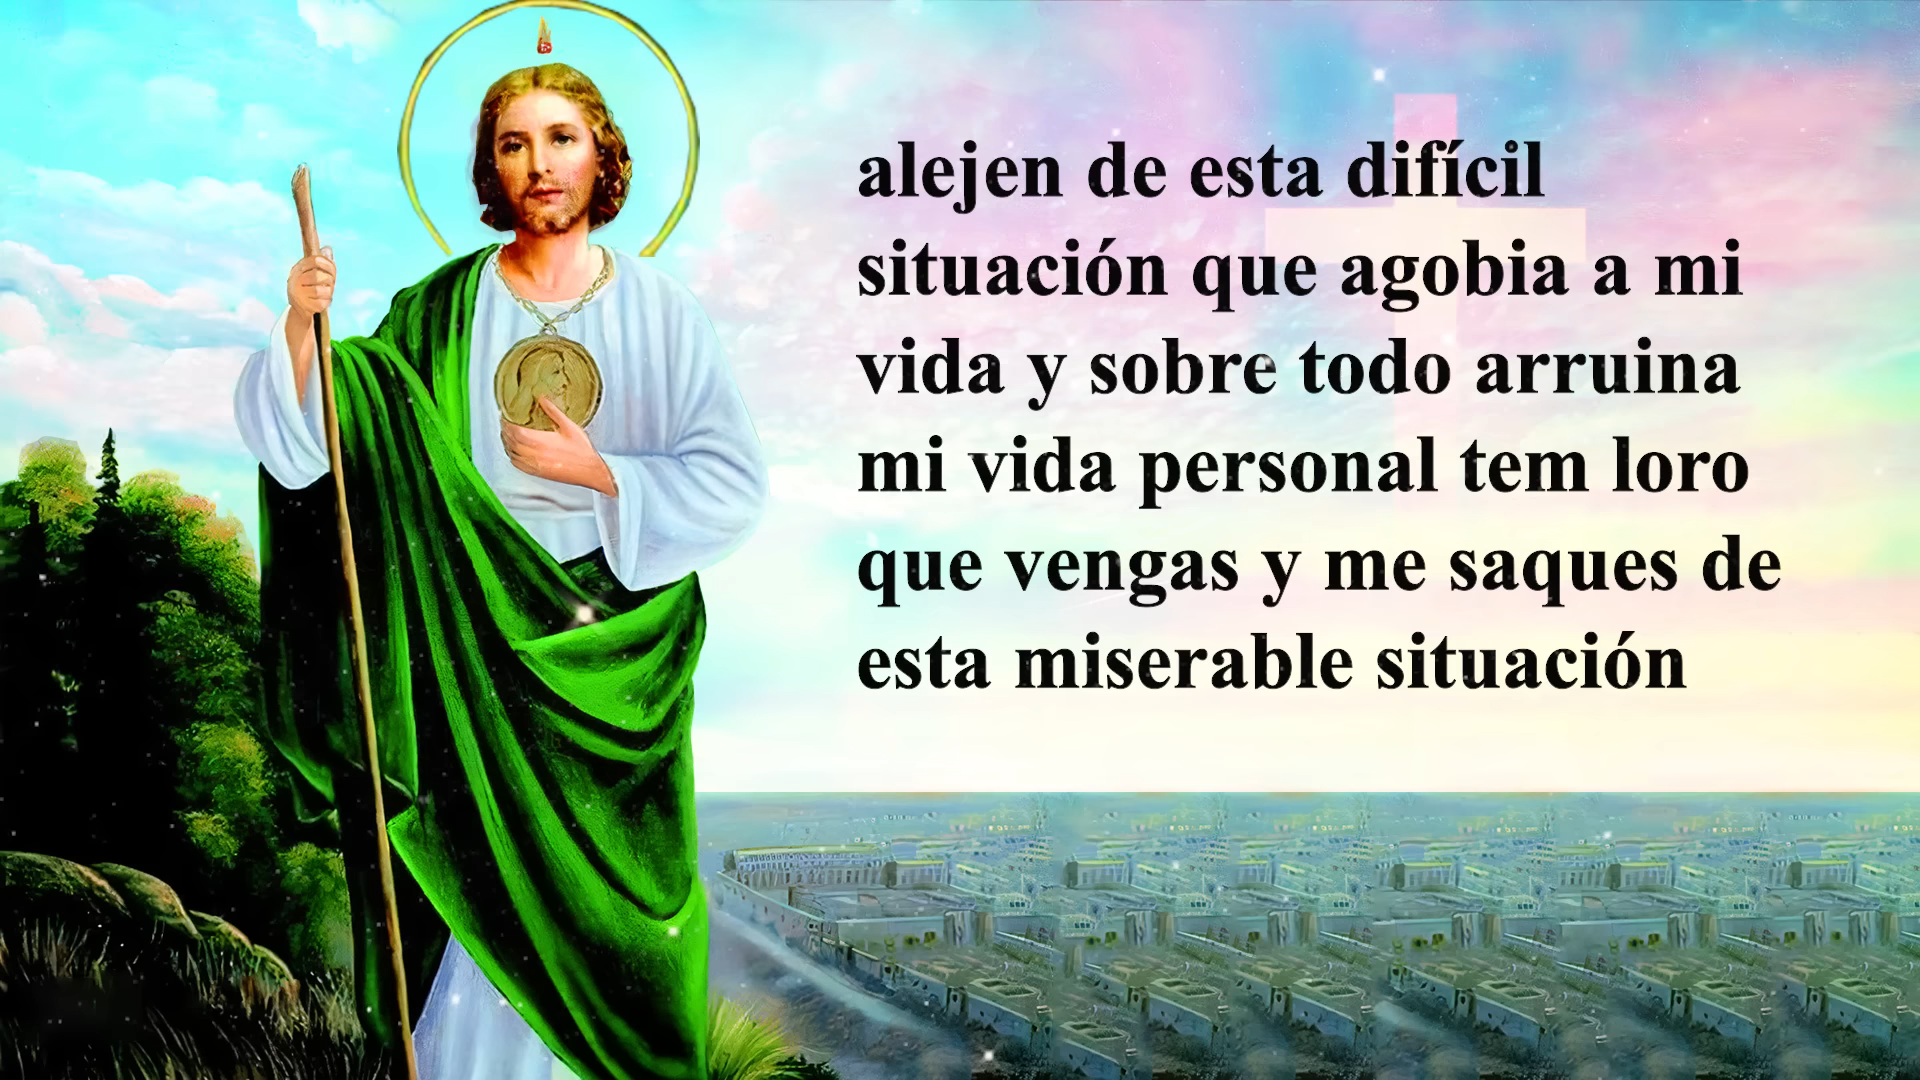 alejen de esta difícil
situación que agobia a mi
vida y sobre todo arruina
mi vida personal tem loro
que vengas y me saques de
esta miserable situación